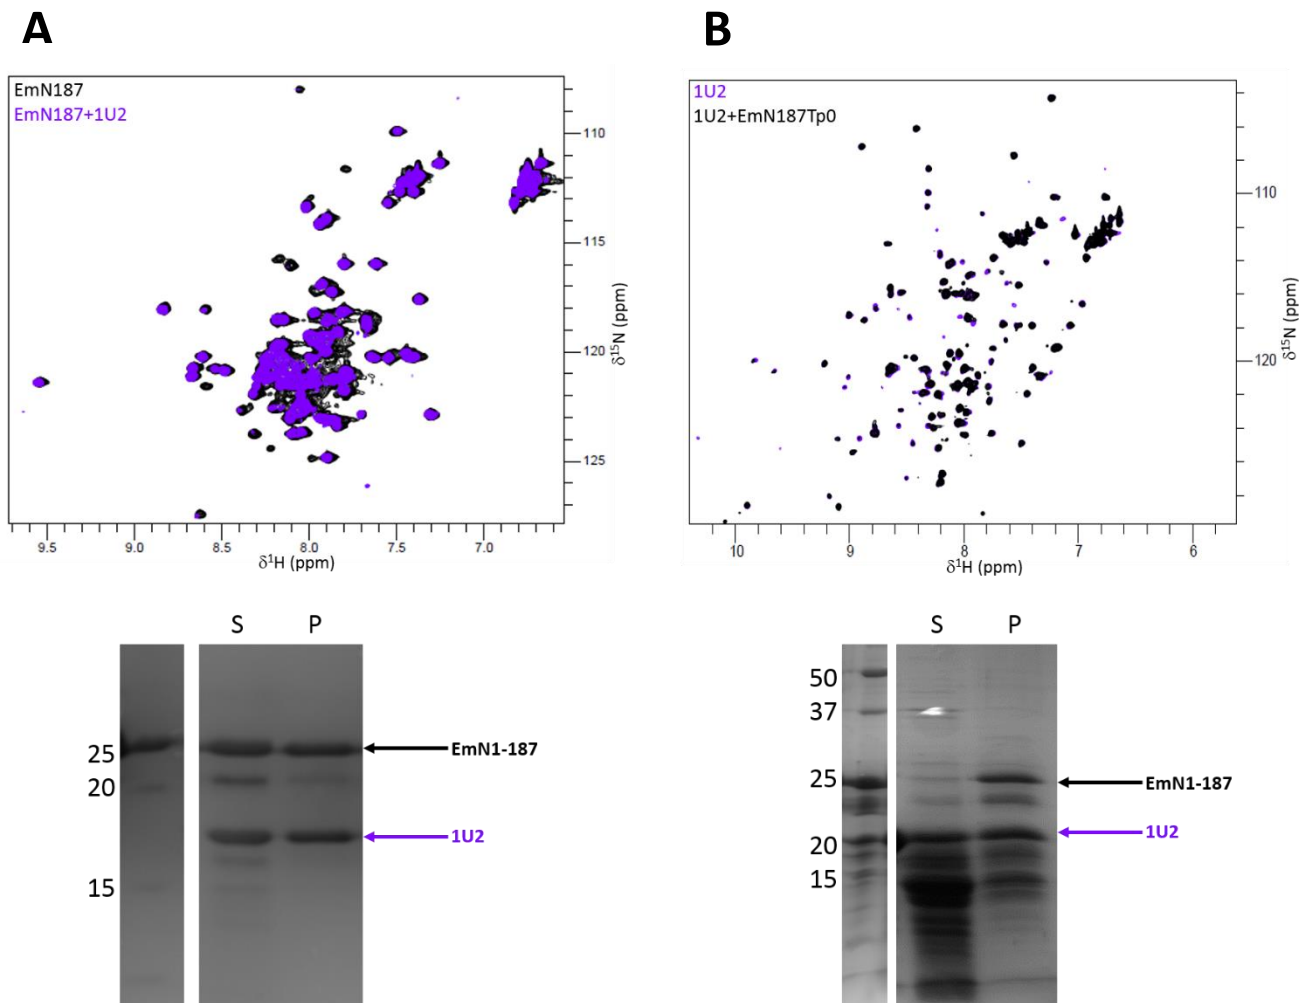 A
B
EmN187
EmN187+1U2
110
115
120
125
δ¹⁵N (ppm)
9.5 9.0 8.5 8.0 7.5 7.0
δ¹H (ppm)
1U2
1U2+EmN187Tp0
110
120
δ¹⁵N (ppm)
10 9 8 7 6
δ¹H (ppm)
S P
25
20
15
EmN1-187
1U2
S P
50
37
25
20
15
EmN1-187
1U2